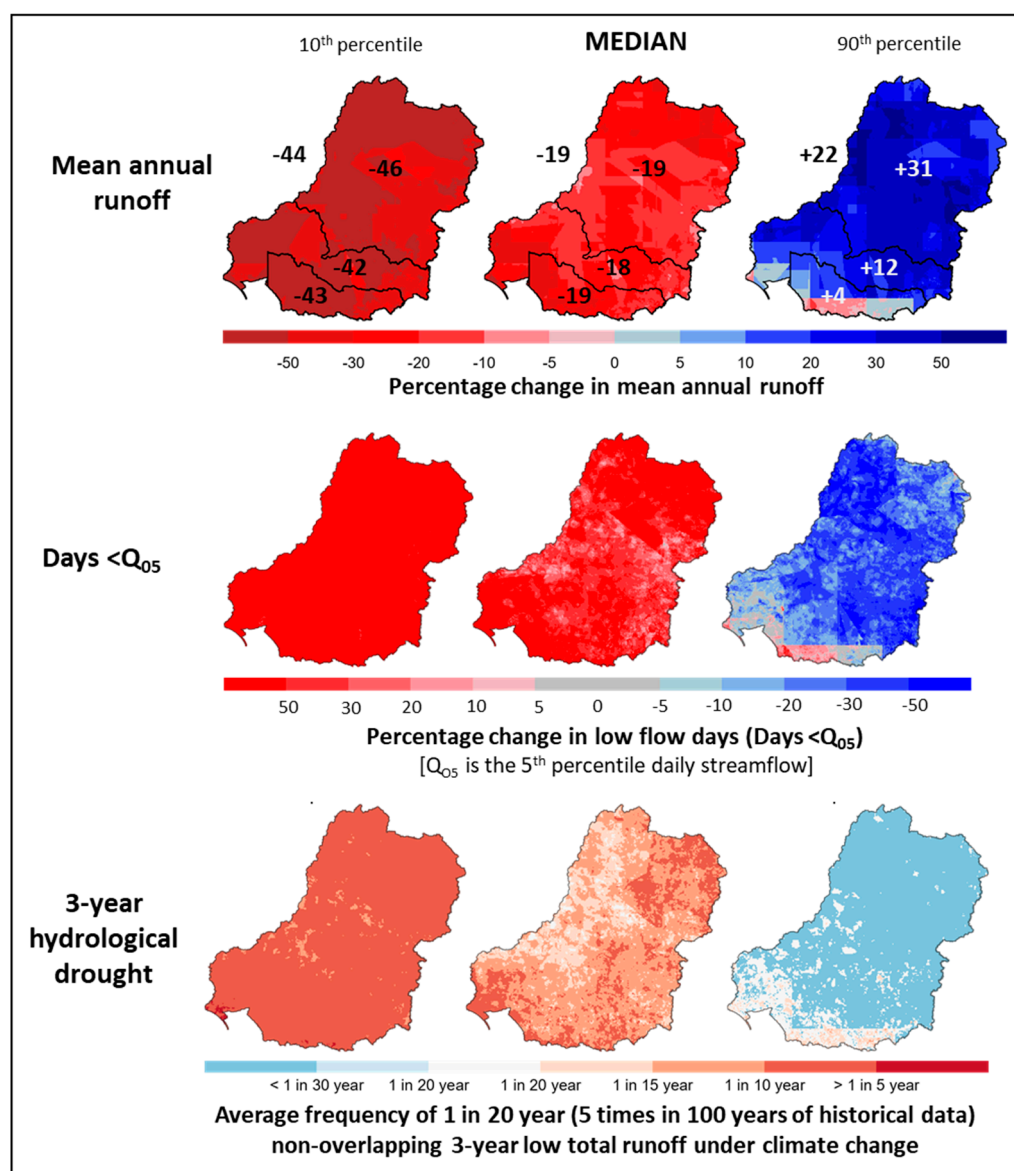 10th percentile MEDIAN 90th percentile
Mean annual
runoff
-44 -46 -19 -19 +22 +31
-42 -18 +12
-43 -19 +4
-50 -30 -20 -10 -5 0 5 10 20 30 50
Percentage change in mean annual runoff
Days <Q05
50 30 20 10 5 0 -5 -10 -20 -30 -50
Percentage change in low flow days (Days <Q05)
[QO5 is the 5th percentile daily streamflow]
3-year
hydrological
drought
< 1 in 30 year 1 in 20 year 1 in 20 year 1 in 15 year 1 in 10 year > 1 in 5 year
Average frequency of 1 in 20 year (5 times in 100 years of historical data)
non-overlapping 3-year low total runoff under climate change